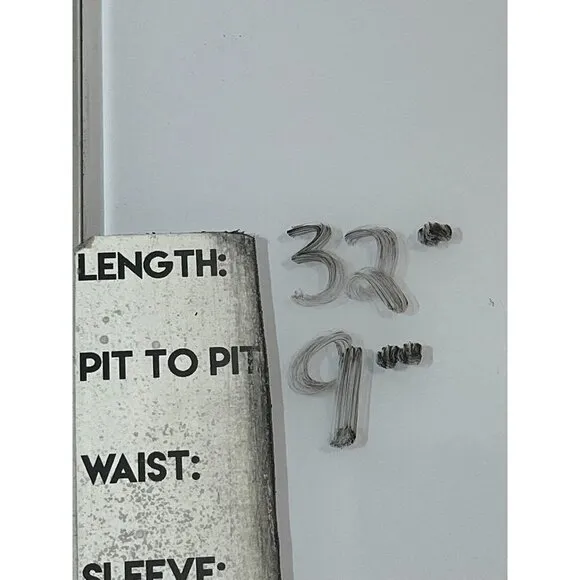 LENGTH: 32"
PIT TO PIT 9"
WAIST:
SLEEVE: